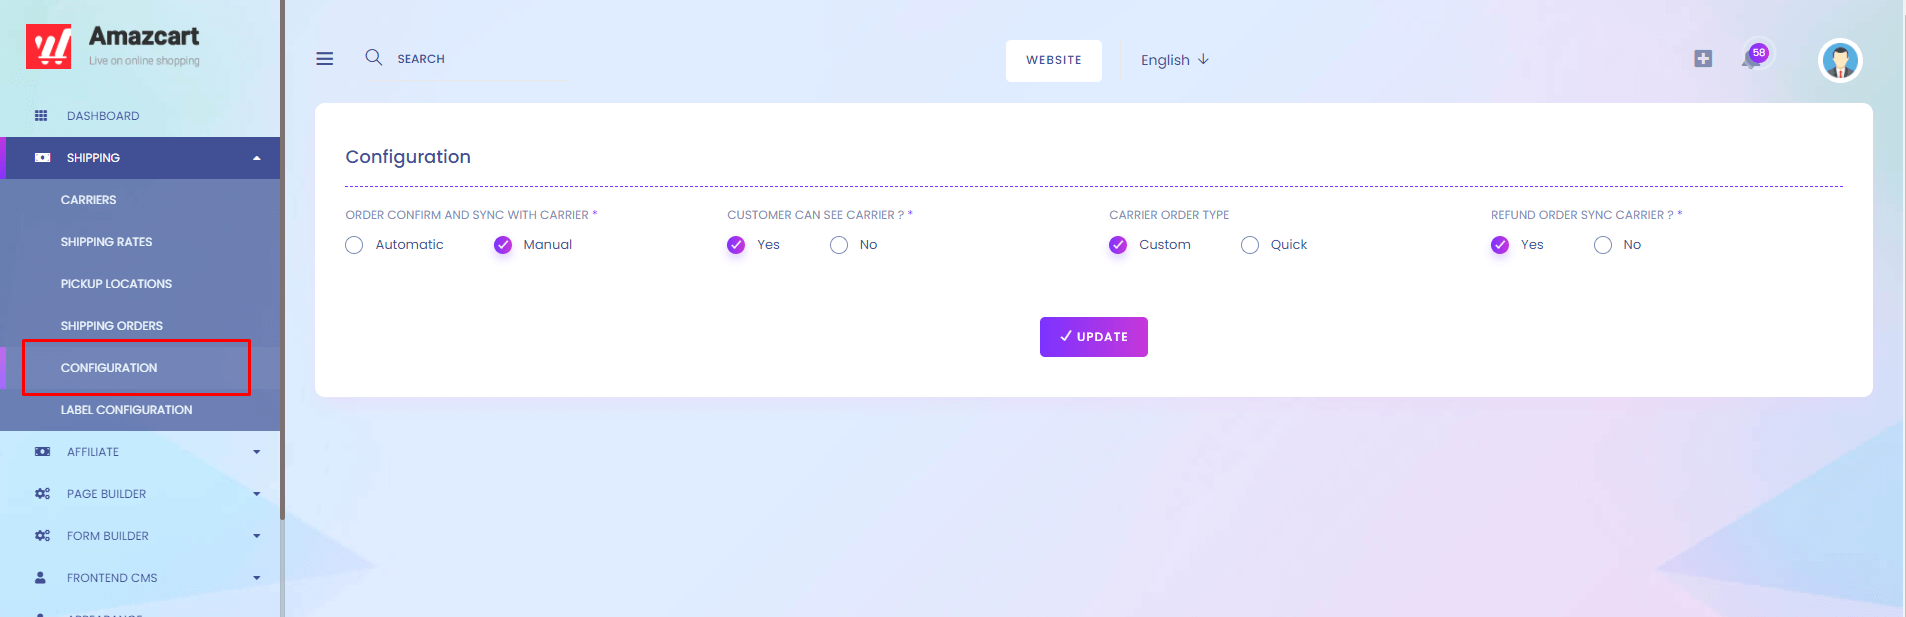 Amazcart
Live on online shopping
DASHBOARD
SHIPPING
CARRIERS
SHIPPING RATES
PICKUP LOCATIONS
SHIPPING ORDERS
CONFIGURATION
LABEL CONFIGURATION
AFFILIATE
PAGE BUILDER
FORM BUILDER
FRONTEND CMS
SEARCH
WEBSITE
English
58
Configuration
ORDER CONFIRM AND SYNC WITH CARRIER *
Automatic Manual
CUSTOMER CAN SEE CARRIER ? *
Yes No
CARRIER ORDER TYPE
Custom Quick
REFUND ORDER SYNC CARRIER ? *
Yes No
UPDATE